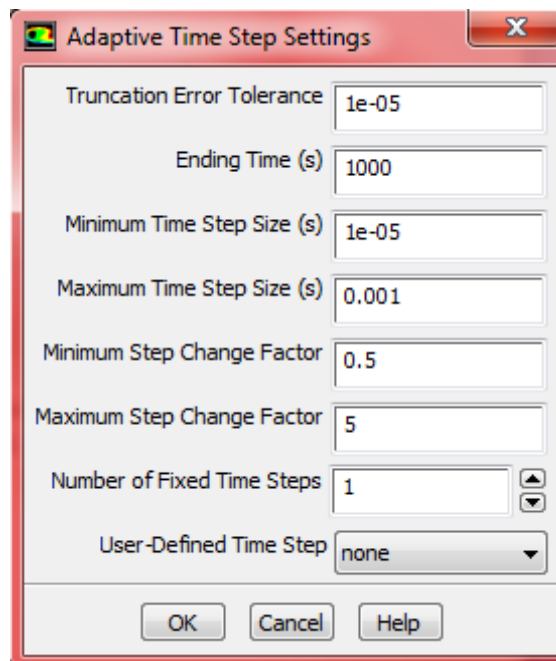 Adaptive Time Step Settings
Truncation Error Tolerance 1e-05
Ending Time (s) 1000
Minimum Time Step Size (s) 1e-05
Maximum Time Step Size (s) 0.001
Minimum Step Change Factor 0.5
Maximum Step Change Factor 5
Number of Fixed Time Steps 1
User-Defined Time Step none
OK Cancel Help